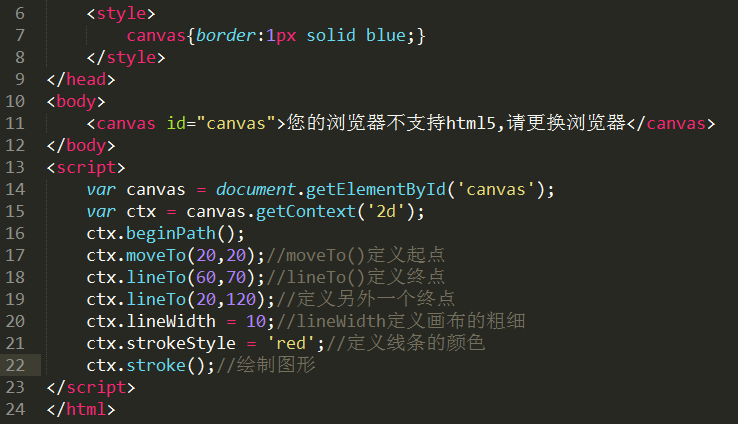 6 <style>
7 canvas{border:1px solid blue;}
8 </style>
9 </head>
10 <body>
11 <canvas id="canvas">您的浏览器不支持html5,请更换浏览器</canvas>
12 </body>
13 <script>
14 var canvas = document.getElementById('canvas');
15 var ctx = canvas.getContext('2d');
16 ctx.beginPath();
17 ctx.moveTo(20,20);//moveTo()定义起点
18 ctx.lineTo(60,70);//lineTo()定义终点
19 ctx.lineTo(20,120);//定义另外一个终点
20 ctx.lineWidth = 10;//lineWidth定义画布的粗细
21 ctx.strokeStyle = 'red';//定义线条的颜色
22 ctx.stroke();//绘制图形
23 </script>
24 </html>